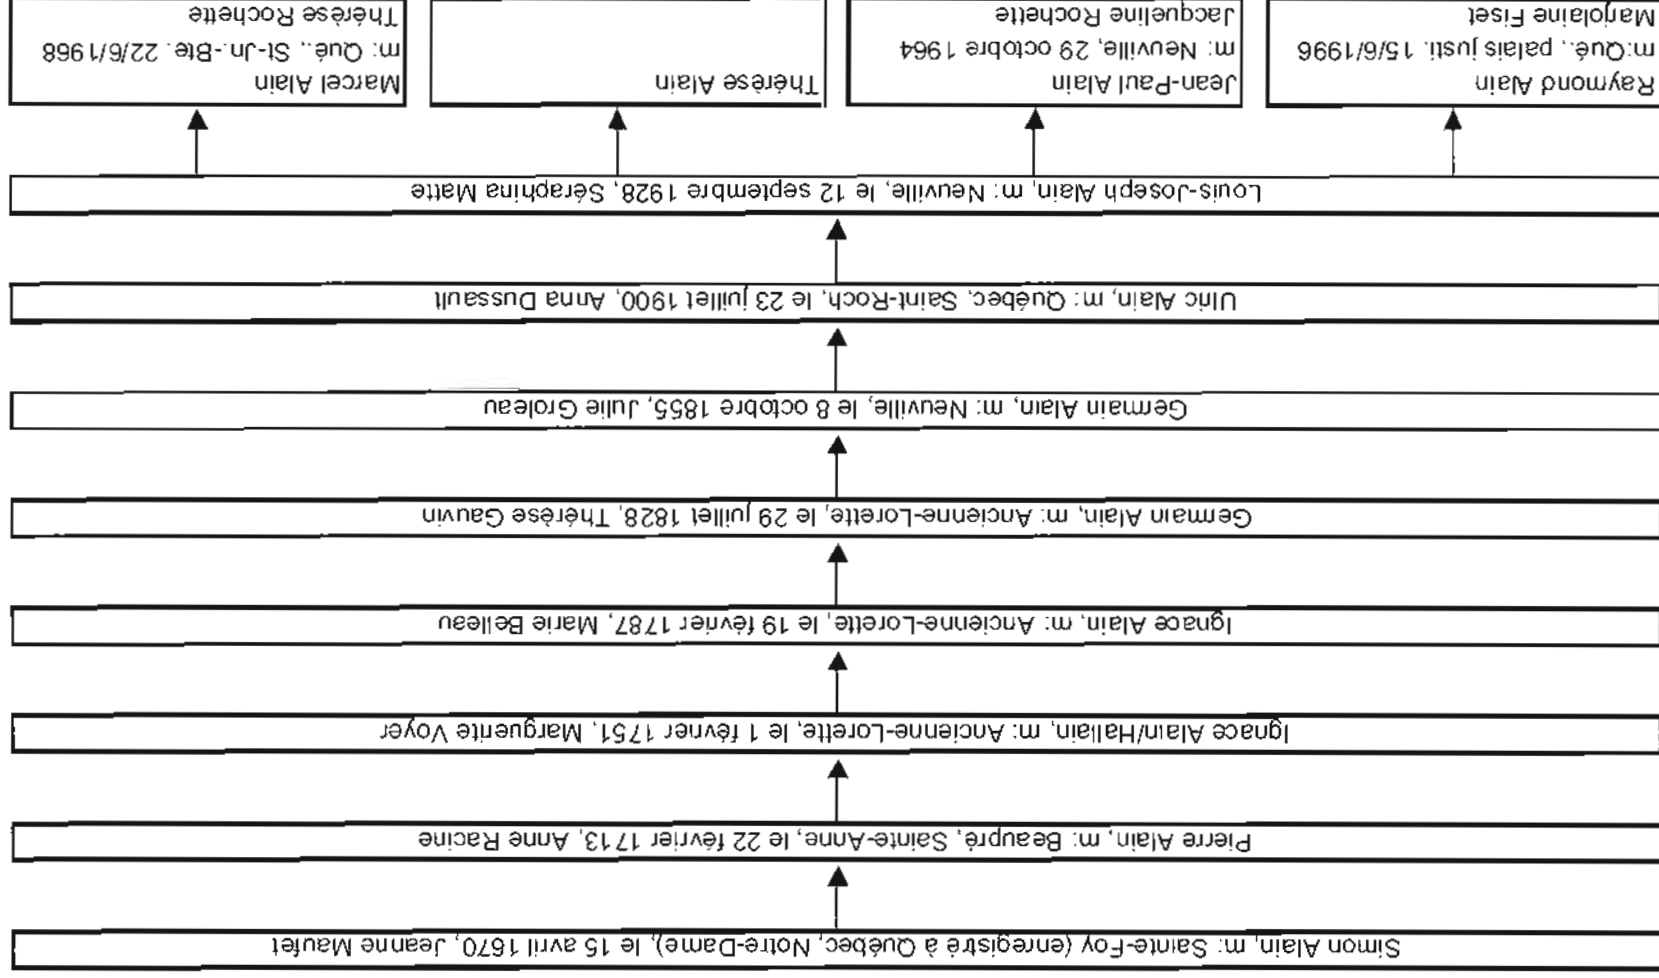 Simon Alain, m: Sainte-Foy (enregistré à Québec, Notre-Dame), le 15 avril 1670, Jeanne Maufet
Pierre Alain, m: Beaupré, Sainte-Anne, le 22 février 1713, Anne Racine
Ignace Alain/Hallain, m: Ancienne-Lorette, le 1 février 1751, Marguerite Voyer
Ignace Alain, m: Ancienne-Lorette, le 19 février 1787, Marie Belleau
Germain Alain, m: Ancienne-Lorette, le 29 juillet 1828, Thérèse Gauvin
Germain Alain, m: Neuville, le 8 octobre 1855, Julie Groleau
Ulric Alain, m: Québec, Saint-Roch, le 23 juillet 1900, Anna Dussault
Louis-Joseph Alain, m: Neuville, le 12 septembre 1928, Séraphina Matte
Raymond Alain
m:Qué., palais justi. 15/6/1996
Marjolaine Fiset
Jean-Paul Alain
m: Neuville, 29 octobre 1964
Jacqueline Rochette
Thérèse Alain
Marcel Alain
m: Qué., St-Jn.-Bte. 22/6/1968
Thérèse Rochette